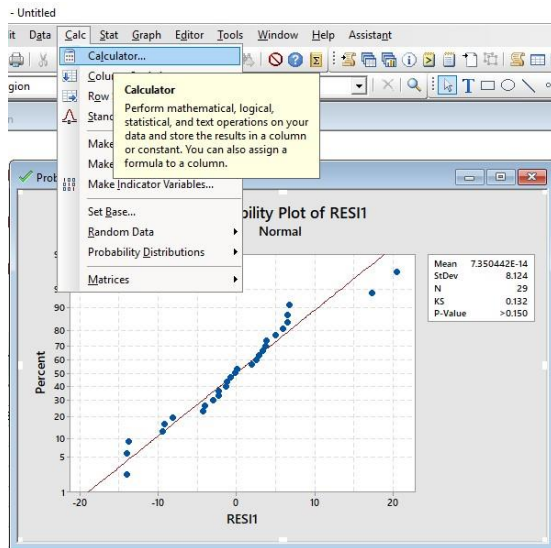 - Untitled
it Data Calc Stat Graph Editor Tools Window Help Assistant
Calculator...
gion
Row
Calculator
Perform mathematical, logical,
statistical, and text operations on your
data and store the results in a column
or constant. You can also assign a
formula to a column.
Make
Make
Make Indicator Variables...
Set Base...
Random Data
Probability Distributions
Matrices
Prob
bility Plot of RESI1
Normal
Mean 7.350442E-14
StDev 8.124
N 29
KS 0.132
P-Value >0.150
Percent
90
80
70
60
50
40
30
20
10
5
1
-20 -10 0 10 20
RESI1